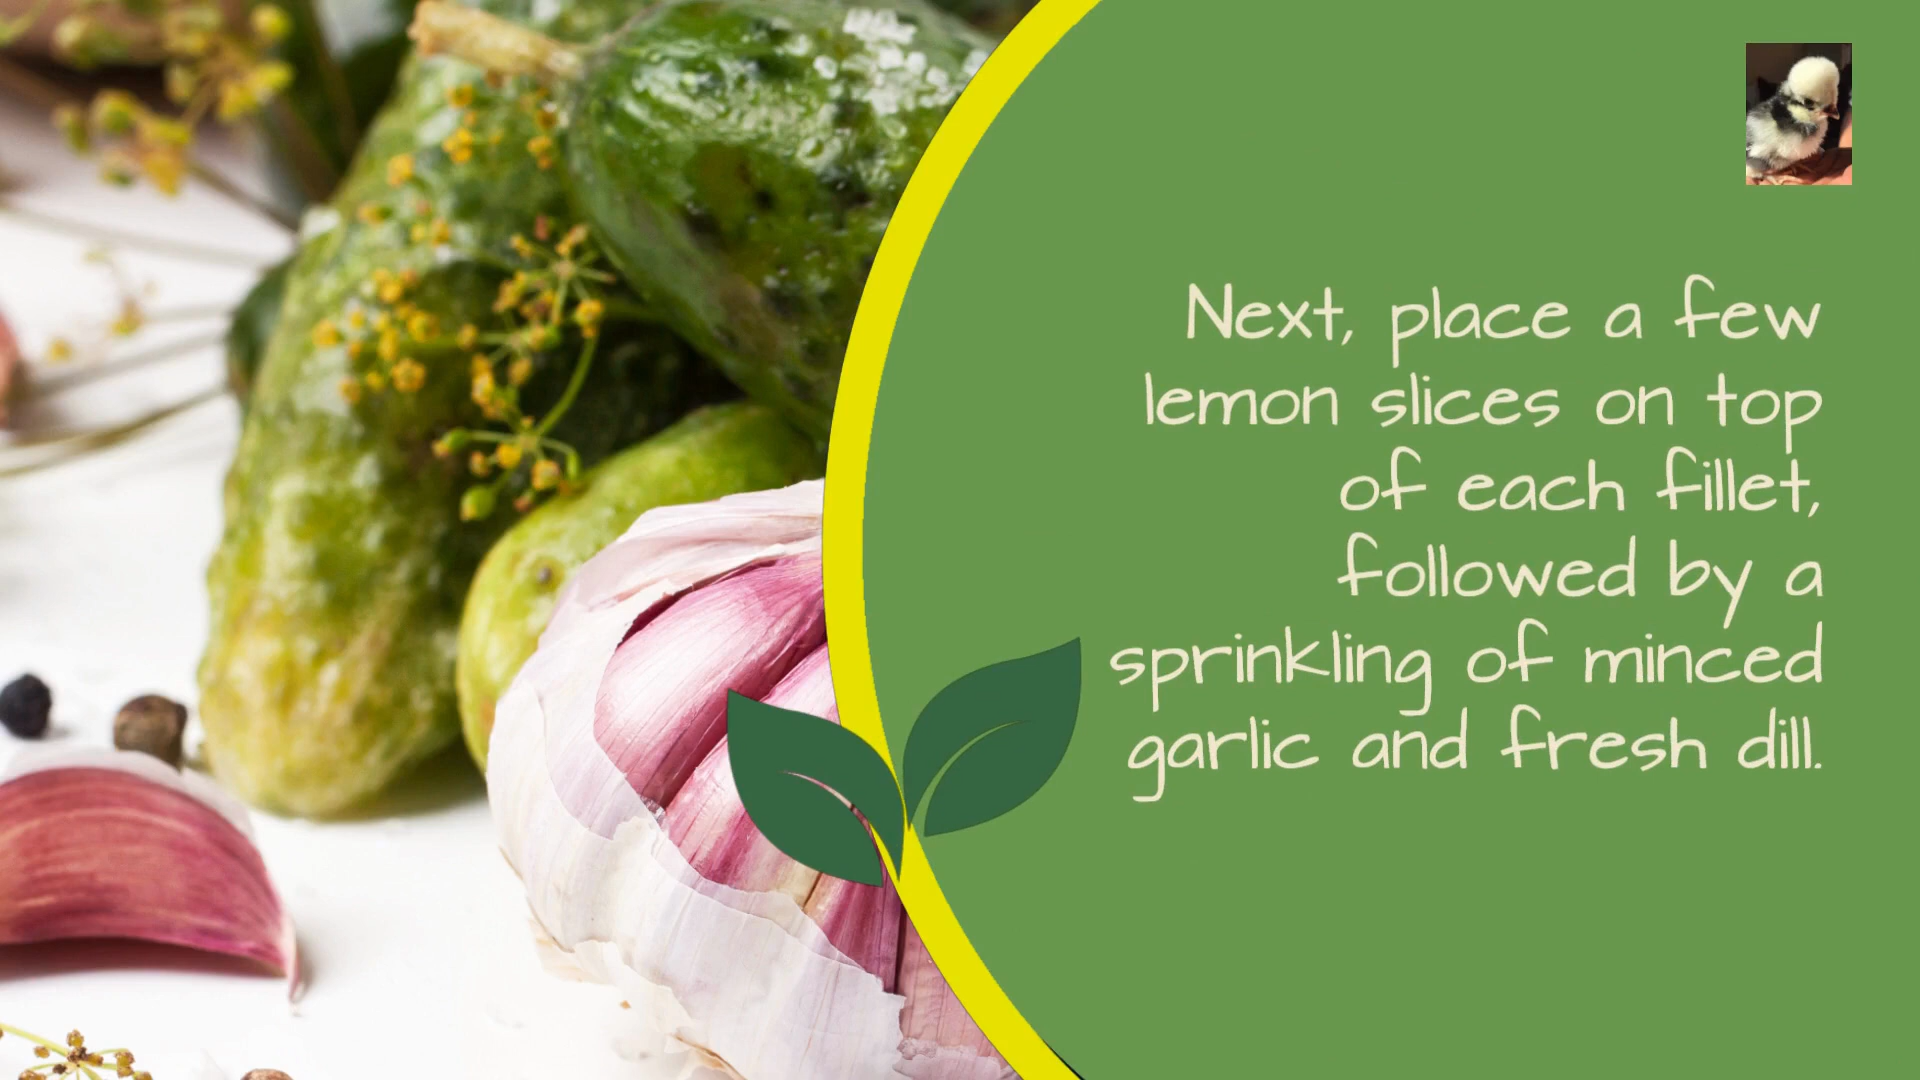 Next, place a few
lemon slices on top
of each fillet,
followed by a
sprinkling of minced
garlic and fresh dill.